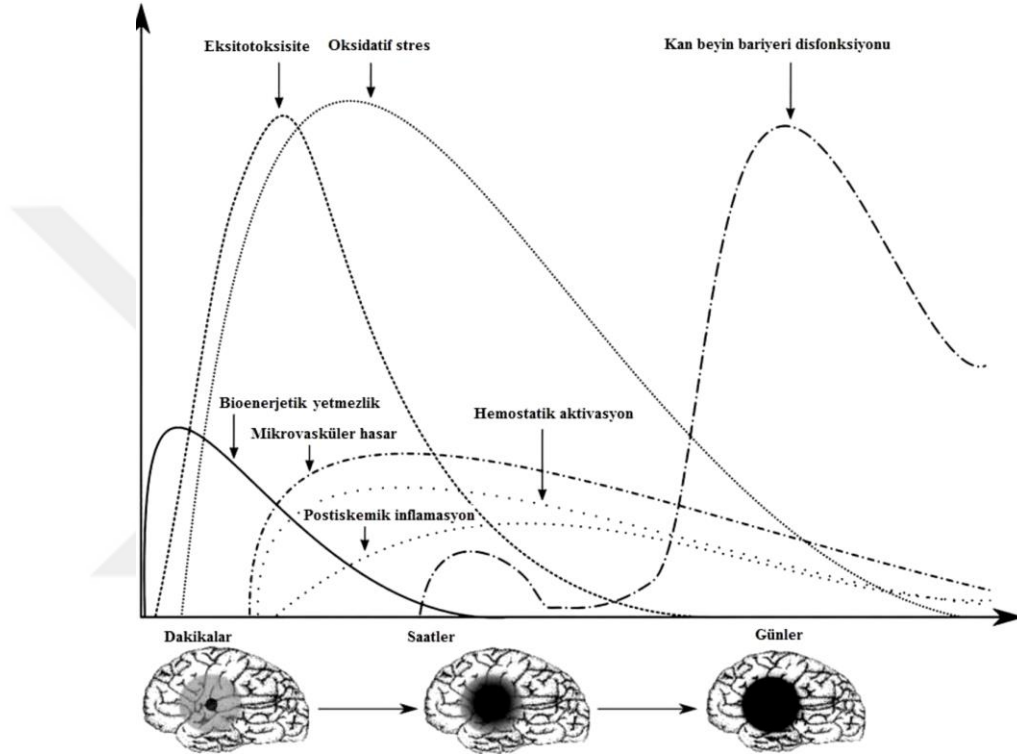 Eksitotoksisite
Oksidatif stres
Kan beyin bariyeri disfonksiyonu
Bioenerjetik yetmezlik
Hemostatik aktivasyon
Mikrovasküler hasar
Postiskemik inflamasyon
Dakikalar
Saatler
Günler